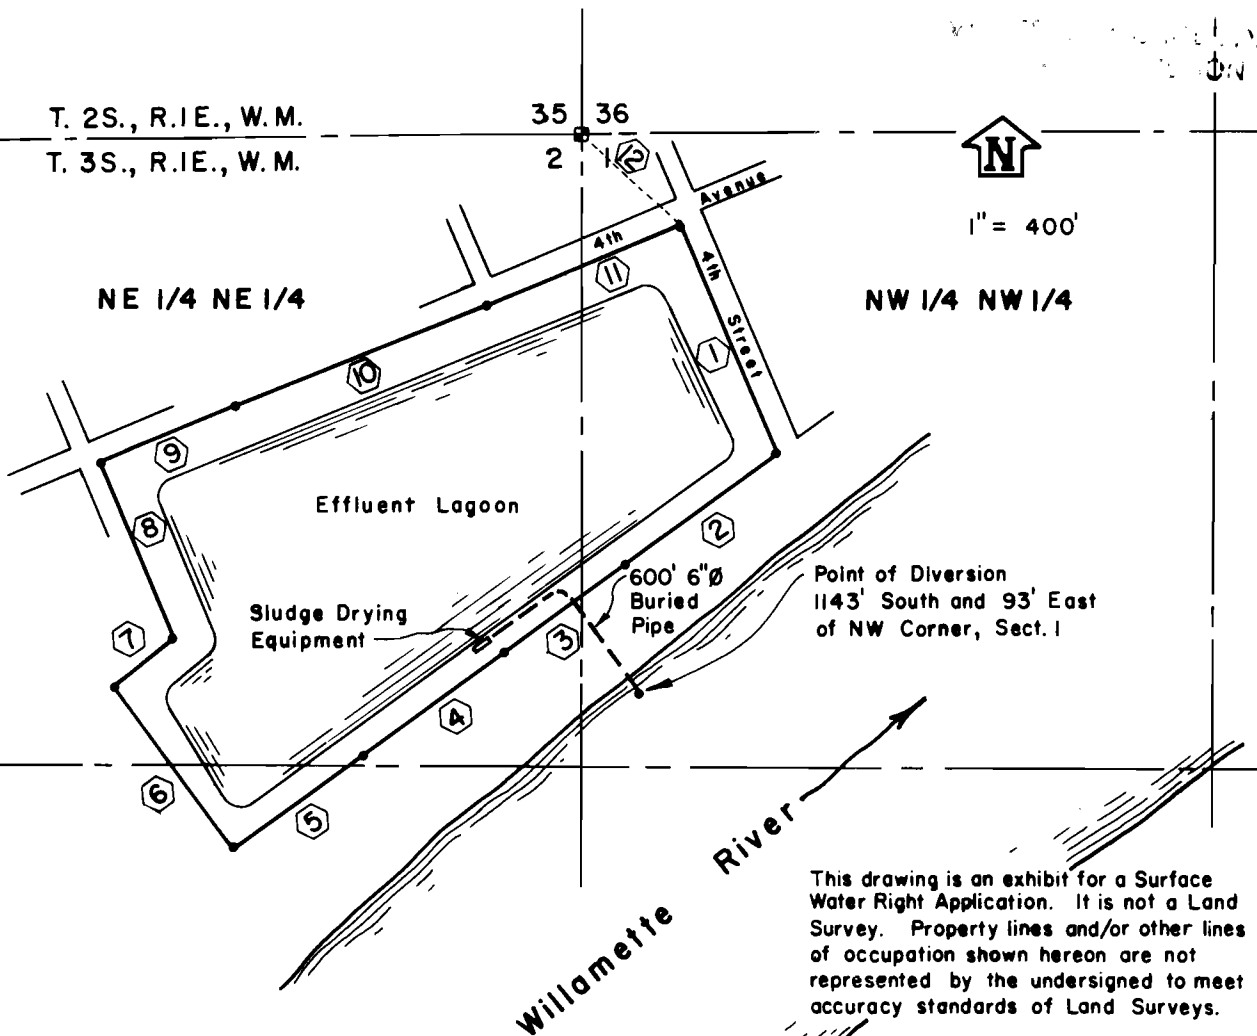 T. 2S., R.1E., W.M.
35 36
T. 3S., R.1E., W.M.
2 1
12
N
Avenue
1" = 400'
4th
4th
11
NE 1/4 NE 1/4
NW 1/4 NW 1/4
Street
1
10
9
Effluent Lagoon
8
2
600' 6"Ø
Buried
Pipe
Point of Diversion
1143' South and 93' East
of NW Corner, Sect. 1
Sludge Drying
Equipment
7
3
4
6
5
River
Willamette
This drawing is an exhibit for a Surface
Water Right Application. It is not a Land
Survey. Property lines and/or other lines
of occupation shown hereon are not
represented by the undersigned to meet
accuracy standards of Land Surveys.